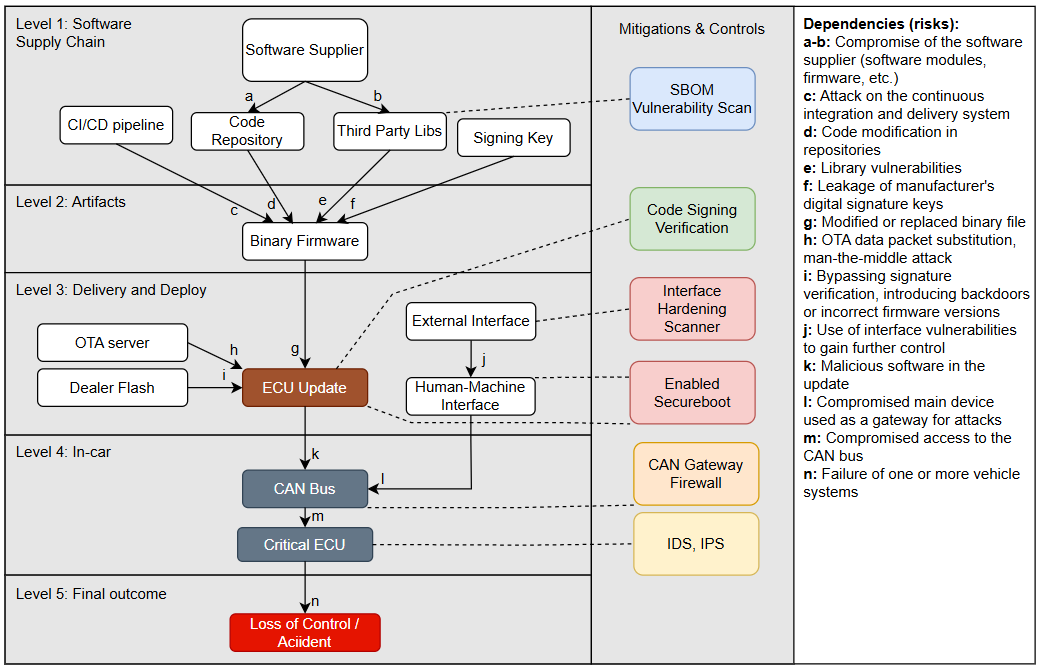 Level 1: Software
Supply Chain
Software Supplier
a
b
CI/CD pipeline
Code
Repository
Third Party Libs
Signing Key
Level 2: Artifacts
c
d
e
f
Binary Firmware
Level 3: Delivery and Deploy
OTA server
h
g
External Interface
j
Dealer Flash
i
ECU Update
Human-Machine
Interface
Level 4: In-car
k
l
CAN Bus
m
Critical ECU
Level 5: Final outcome
n
Loss of Control /
Aciident
Mitigations & Controls
SBOM
Vulnerability Scan
Code Signing
Verification
Interface
Hardening
Scanner
Enabled
Secureboot
CAN Gateway
Firewall
IDS, IPS
Dependencies (risks):
a-b: Compromise of the software
supplier (software modules,
firmware, etc.)
c: Attack on the continuous
integration and delivery system
d: Code modification in
repositories
e: Library vulnerabilities
f: Leakage of manufacturer's
digital signature keys
g: Modified or replaced binary file
h: OTA data packet substitution,
man-the-middle attack
i: Bypassing signature
verification, introducing backdoors
or incorrect firmware versions
j: Use of interface vulnerabilities
to gain further control
k: Malicious software in the
update
l: Compromised main device
used as a gateway for attacks
m: Compromised access to the
CAN bus
n: Failure of one or more vehicle
systems